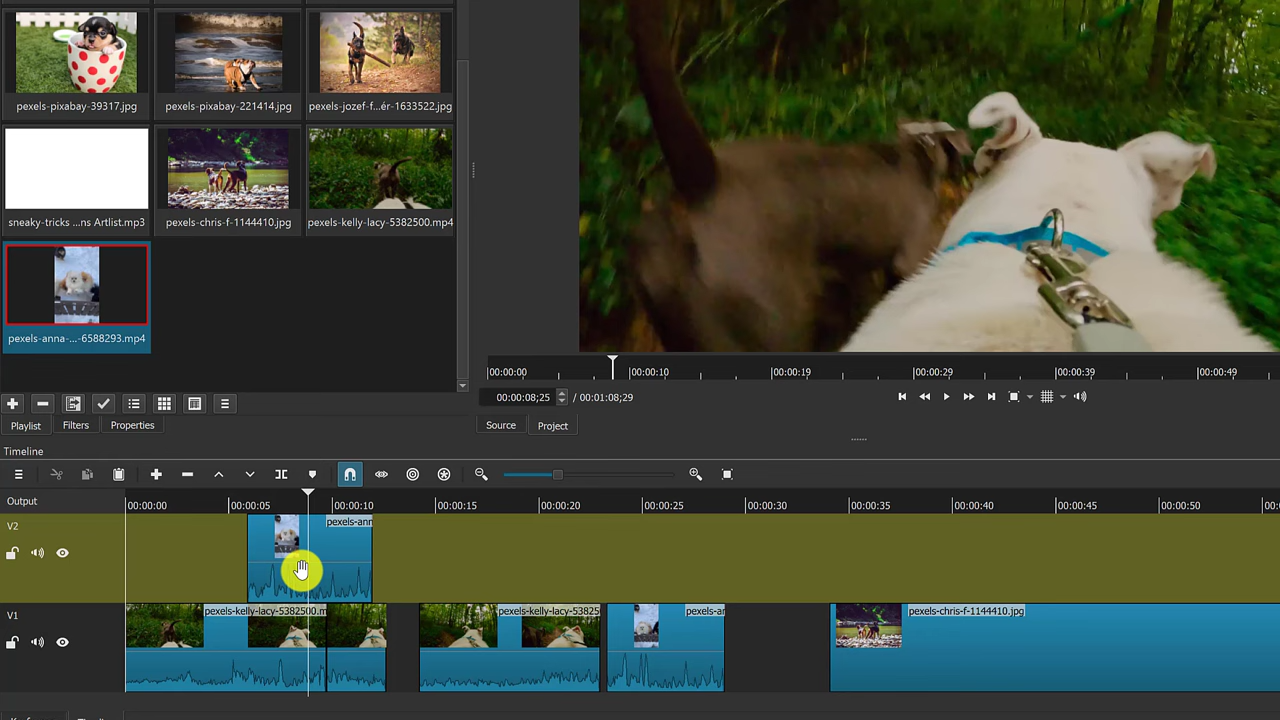 pexels-pixabay-39317.jpg
pexels-pixabay-221414.jpg
pexels-jozef-f...ér-1633522.jpg
sneaky-tricks ...ns Artlist.mp3
pexels-chris-f-1144410.jpg
pexels-kelly-lacy-5382500.mp4
pexels-anna-...-6588293.mp4
00:00:00
00:00:10
00:00:19
00:00:29
00:00:39
00:00:49
00:00:08;25
/ 00:01:08;29
Playlist
Filters
Properties
Source
Project
Timeline
Output
00:00:00
00:00:05
00:00:10
00:00:15
00:00:20
00:00:25
00:00:30
00:00:35
00:00:40
00:00:45
00:00:50
V2
pexels-ann
V1
pexels-kelly-lacy-5382500.m
pexels-kelly-lacy-53825
pexels-an
pexels-chris-f-1144410.jpg